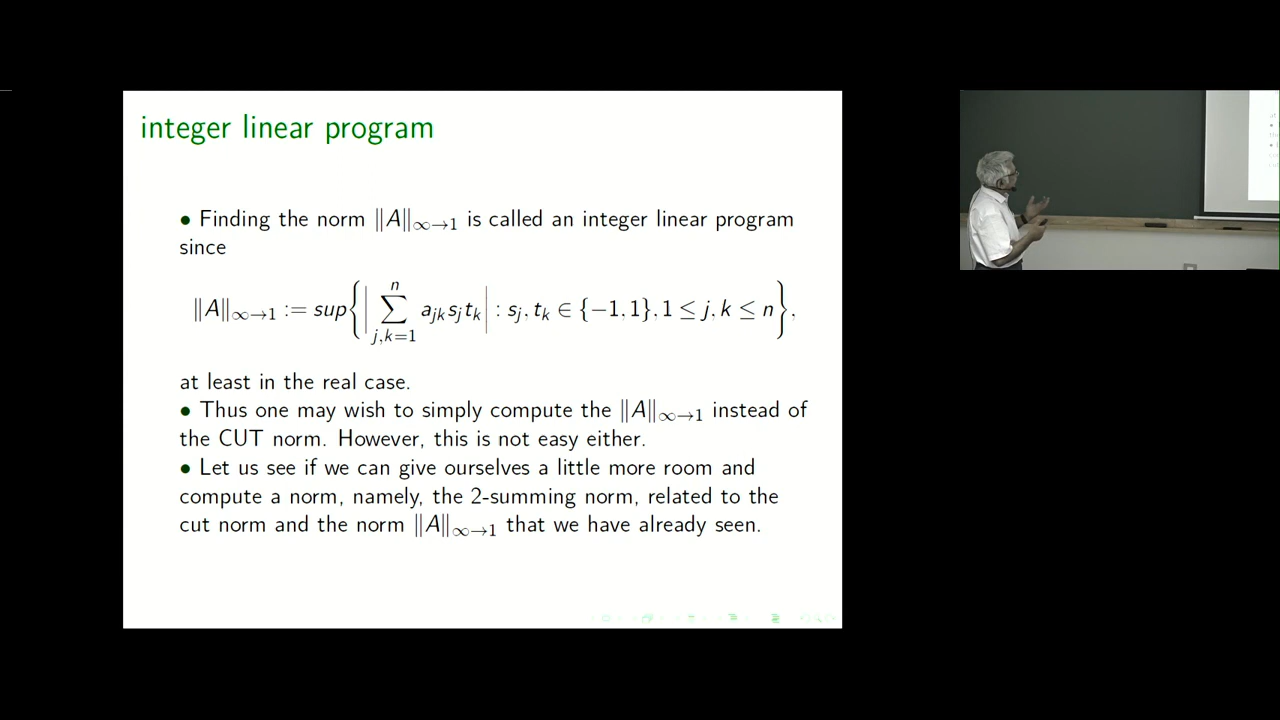 integer linear program
• Finding the norm ‖A‖∞→1 is called an integer linear program
since
‖A‖∞→1 := sup{|∑_{j,k=1}^{n} a_{jk}s_jt_k| : s_j, t_k ∈ {−1, 1}, 1 ≤ j, k ≤ n},
at least in the real case.
• Thus one may wish to simply compute the ‖A‖∞→1 instead of
the CUT norm. However, this is not easy either.
• Let us see if we can give ourselves a little more room and
compute a norm, namely, the 2-summing norm, related to the
cut norm and the norm ‖A‖∞→1 that we have already seen.